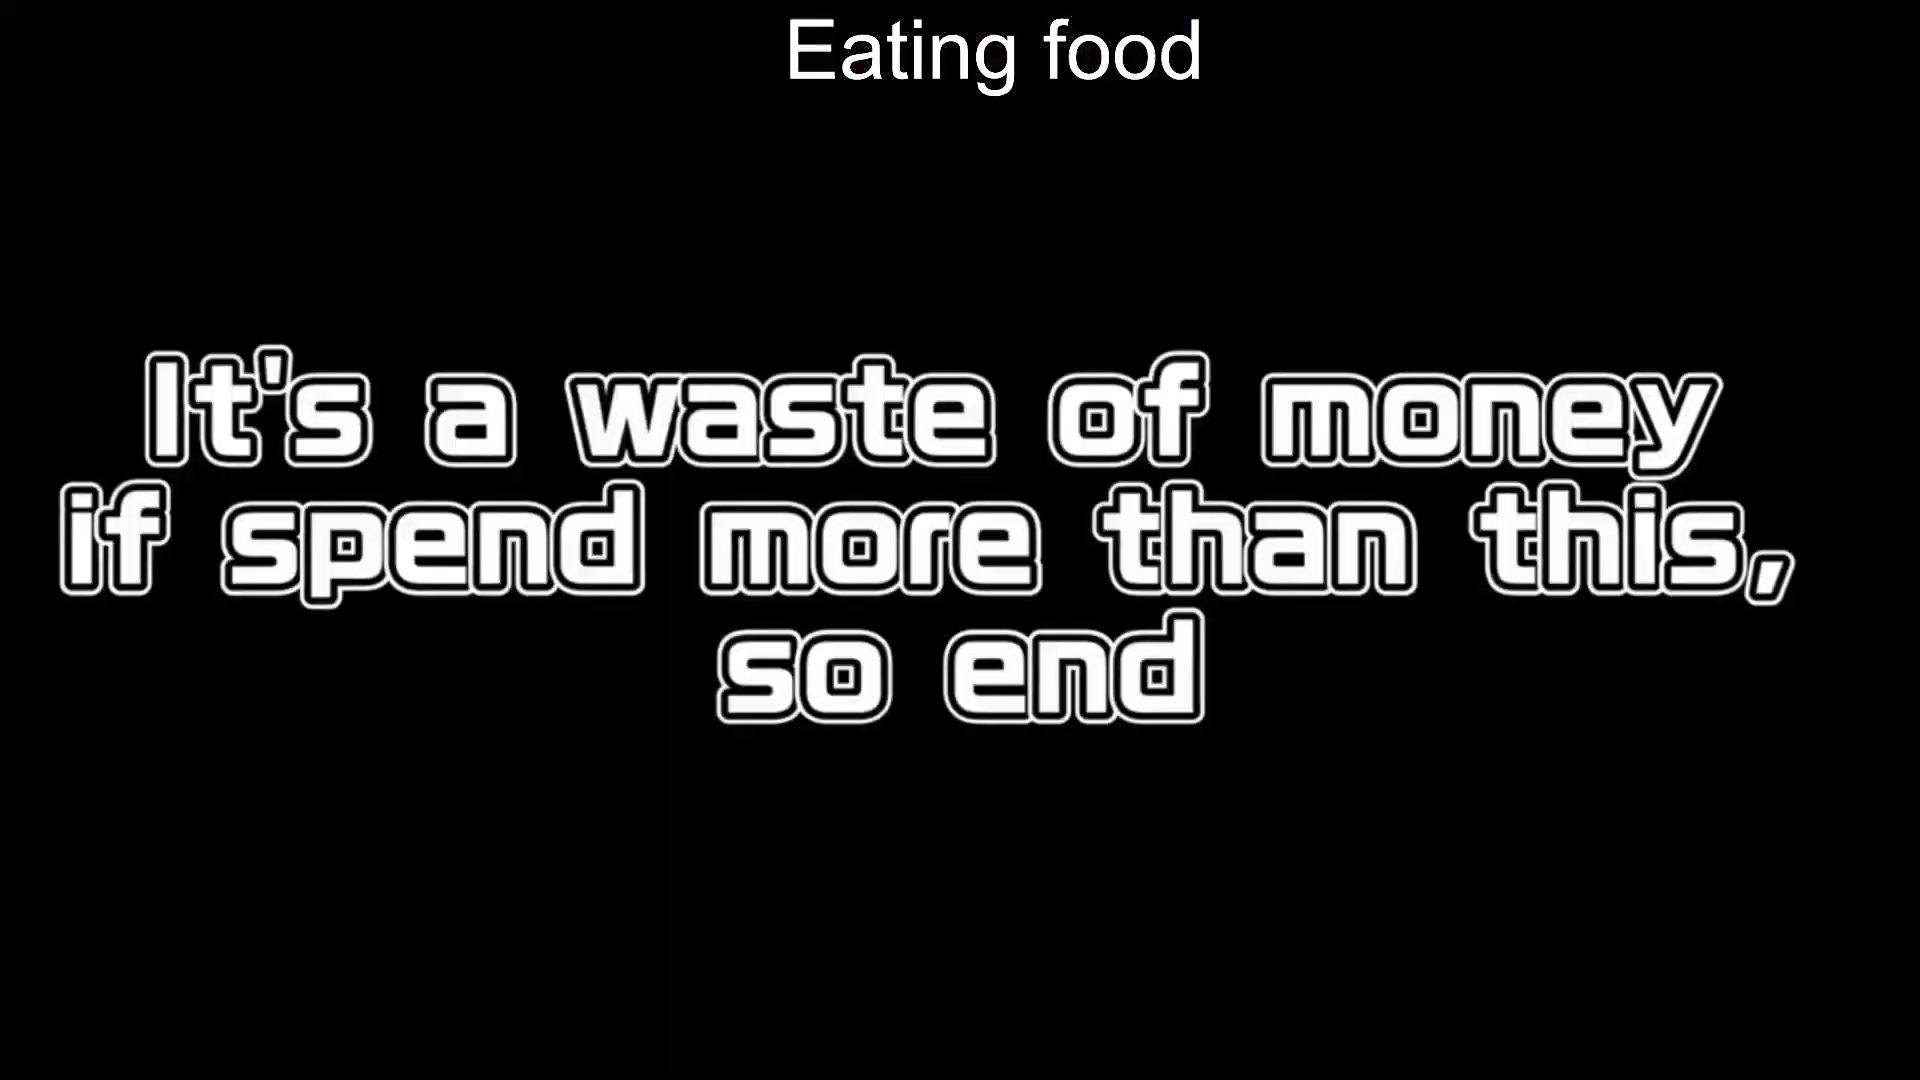 Eating food
It's a waste of money
if spend more than this,
so end